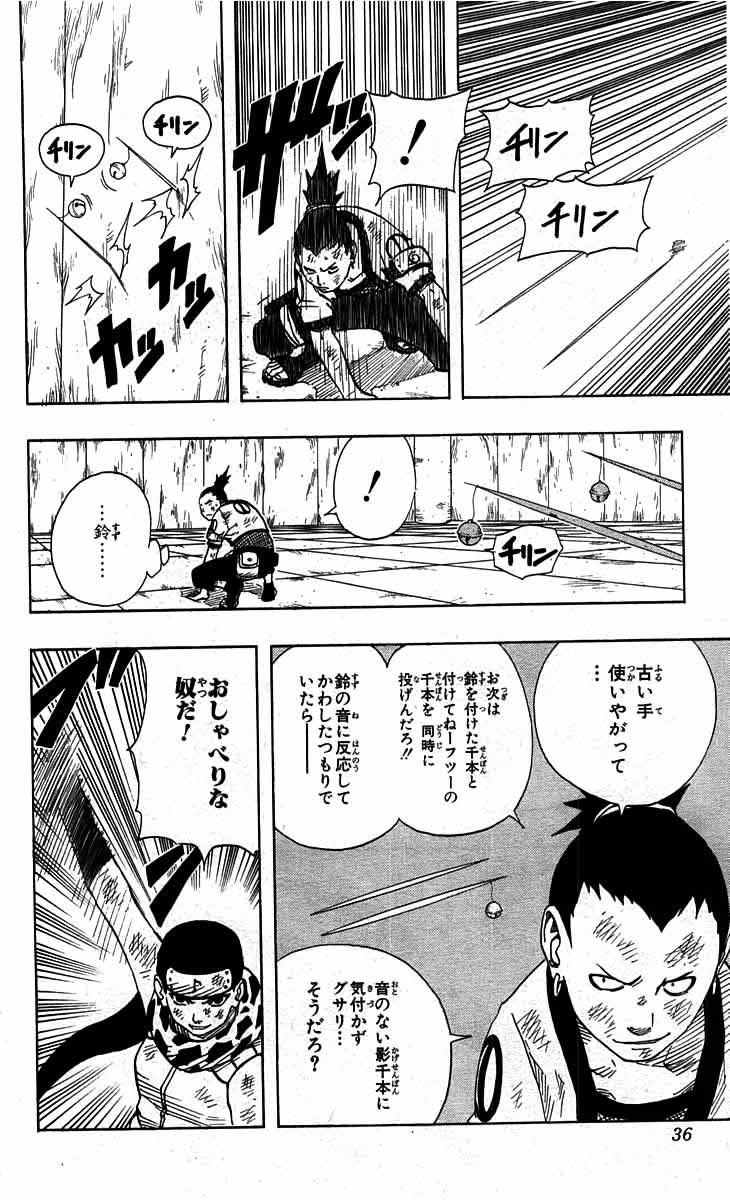 チリン
チリン
！
ザッ
チリン
チリン
カッ
カッ
チリン
！
…
鈴
……
古い手
使いやがって
…
お次は
鈴を付けた千本と
付けてねーフツーの
千本を 同時に
投げんだろ!!
鈴の音に反応して
かわしたつもりで
いたら――
音のない影千本に
気付かず
グサリ…
そうだろ？
おしゃべりな
奴だ！
36